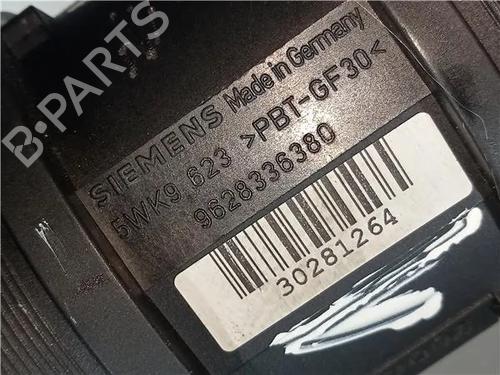 B-PARTS
SIEMENS Made in Germany
5WK9 623 >PBT-GF30<
9628336380
30281264